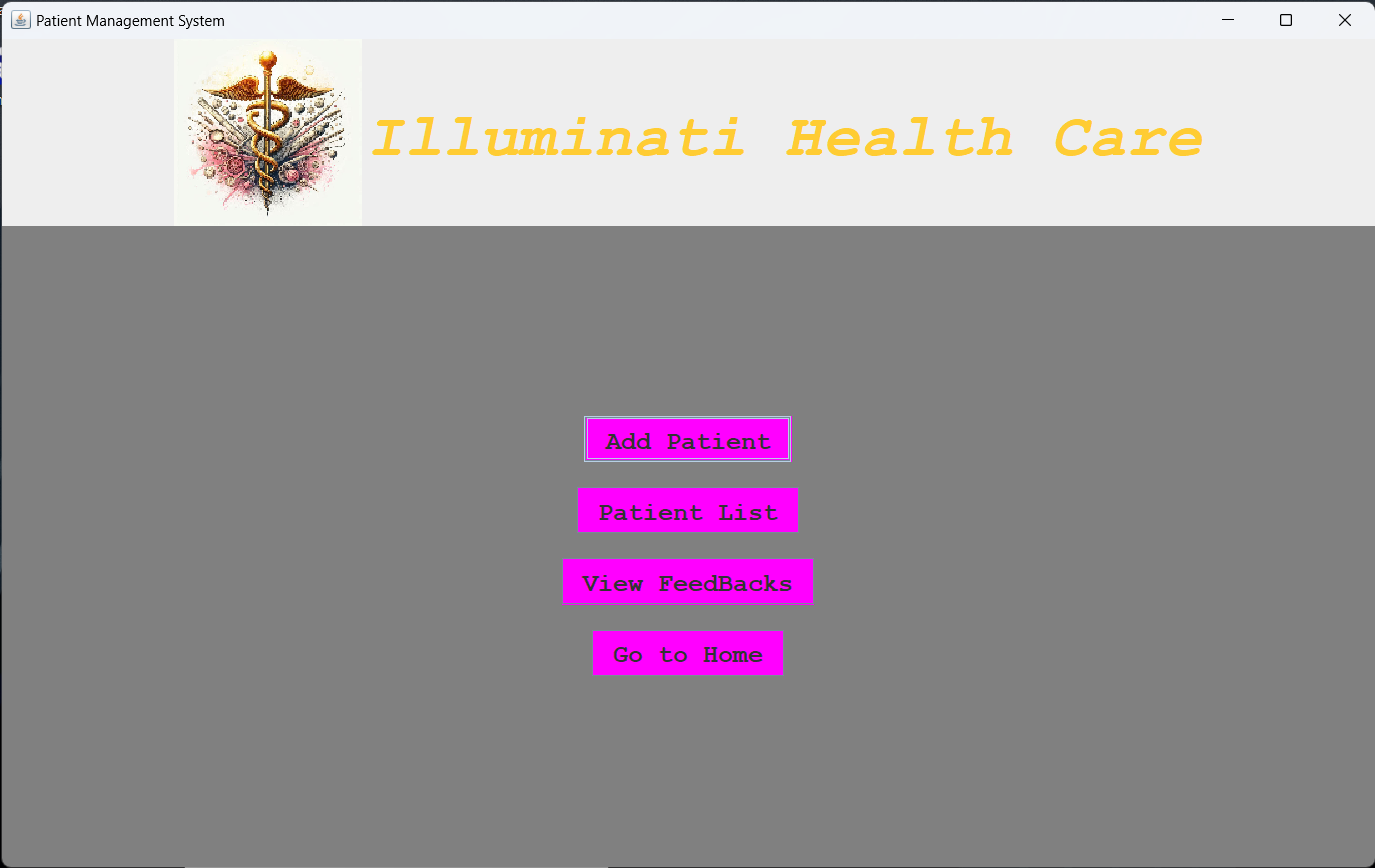 Patient Management System
Illuminati Health Care
Add Patient
Patient List
View FeedBacks
Go to Home